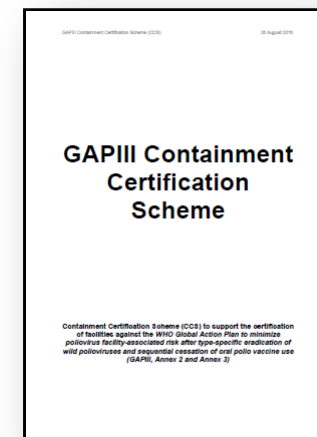 GAPIII Containment Certification Scheme (CCS) 20 August 2016
GAPIII Containment
Certification
Scheme
Containment Certification Scheme (CCS) to support the certification
of facilities against the WHO Global Action Plan to minimize
poliovirus facility-associated risk after type-specific eradication of
wild polioviruses and sequential cessation of oral polio vaccine use
(GAPIII, Annex 2 and Annex 3)